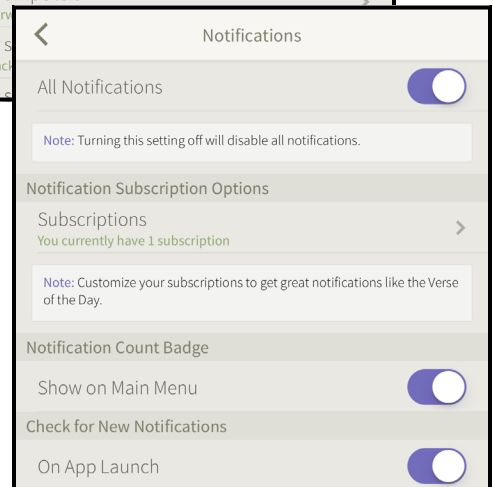 Notifications
All Notifications
Note: Turning this setting off will disable all notifications.
Notification Subscription Options
Subscriptions
You currently have 1 subscription
Note: Customize your subscriptions to get great notifications like the Verse
of the Day.
Notification Count Badge
Show on Main Menu
Check for New Notifications
On App Launch